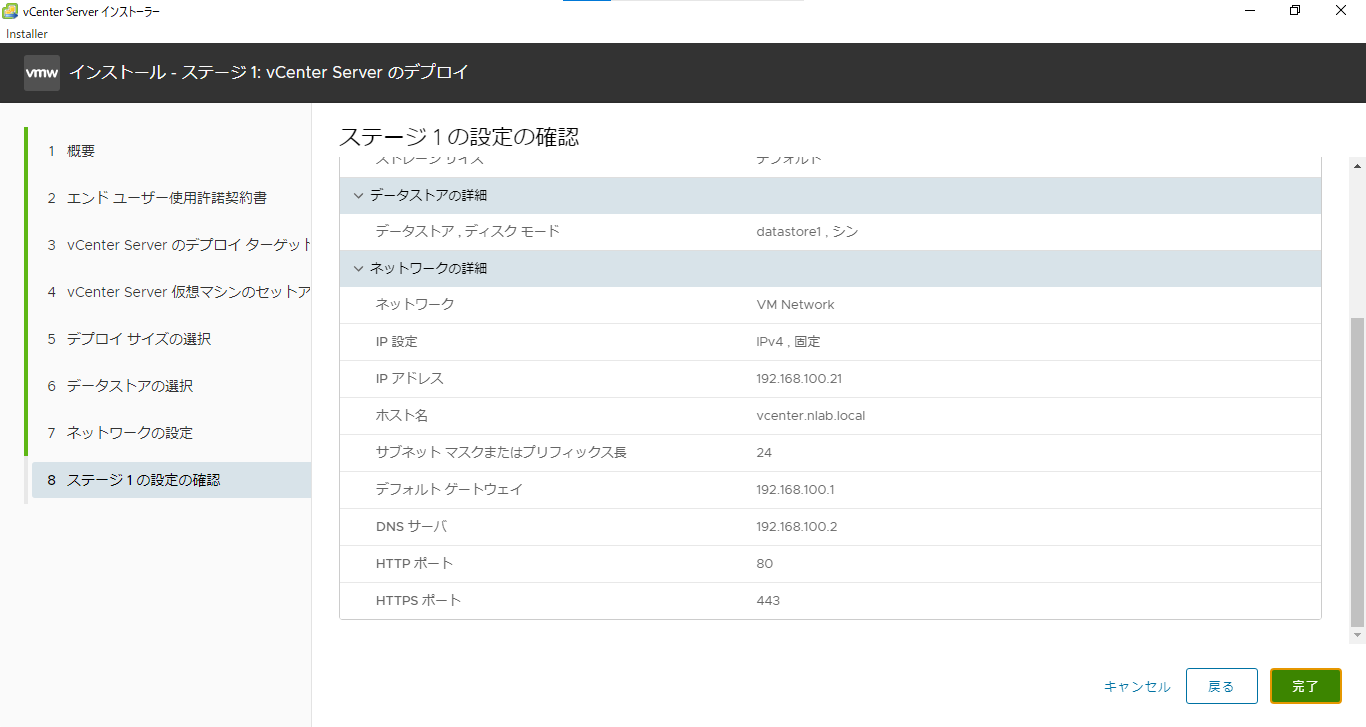 vCenter Server インストーラー
Installer
vmw インストール - ステージ 1: vCenter Server のデプロイ
1 概要
2 エンド ユーザー使用許諾契約書
3 vCenter Server のデプロイ ターゲット
4 vCenter Server 仮想マシンのセットア
5 デプロイ サイズの選択
6 データストアの選択
7 ネットワークの設定
8 ステージ 1 の設定の確認
ステージ 1 の設定の確認
ストレージ サイズ デフォルト
データストアの詳細
データストア , ディスク モード datastore1 , シン
ネットワークの詳細
ネットワーク VM Network
IP 設定 IPv4 , 固定
IP アドレス 192.168.100.21
ホスト名 vcenter.nlab.local
サブネット マスクまたはプリフィックス長 24
デフォルト ゲートウェイ 192.168.100.1
DNS サーバ 192.168.100.2
HTTP ポート 80
HTTPS ポート 443
キャンセル 戻る 完了